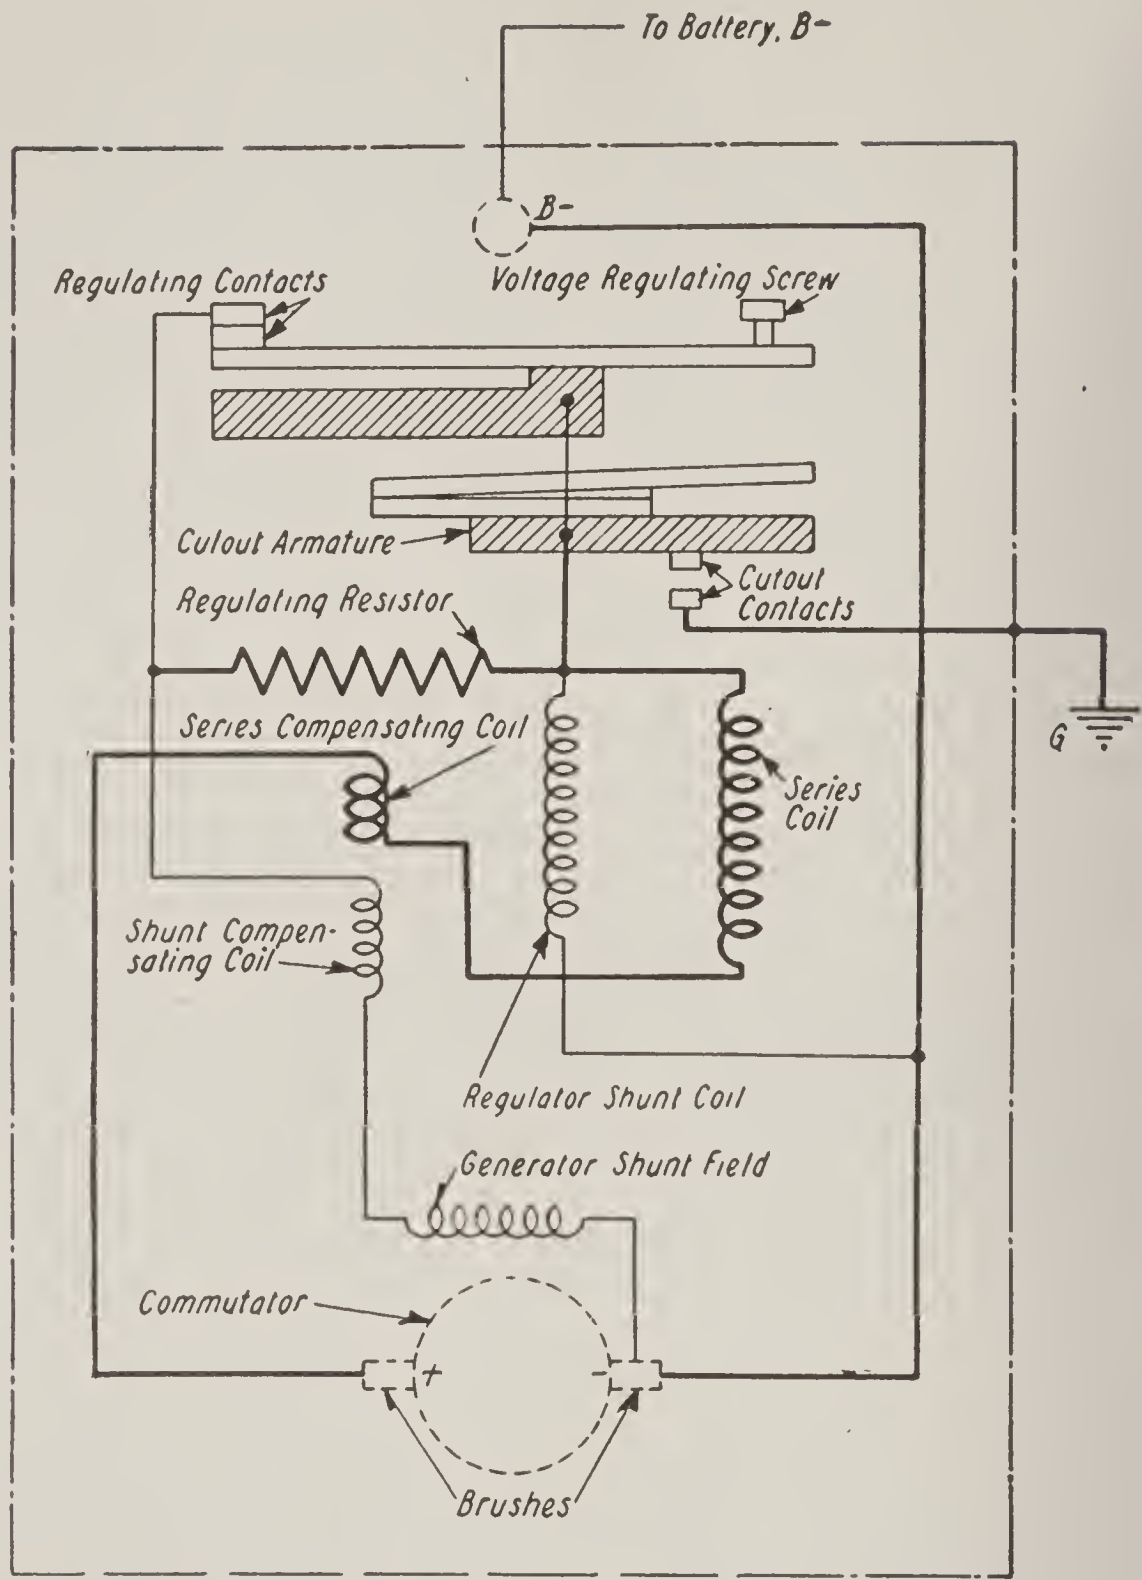 To Battery, B-
B-
Regulating Contacts
Voltage Regulating Screw
Culout Armature
Cutout
Contacts
Regulating Resistor
Series Compensating Coil
G
Series
Coil
Shunt Compen-
sating Coil
Regulator Shunt Coil
Generator Shunt Field
Commutator
+
-
Brushes